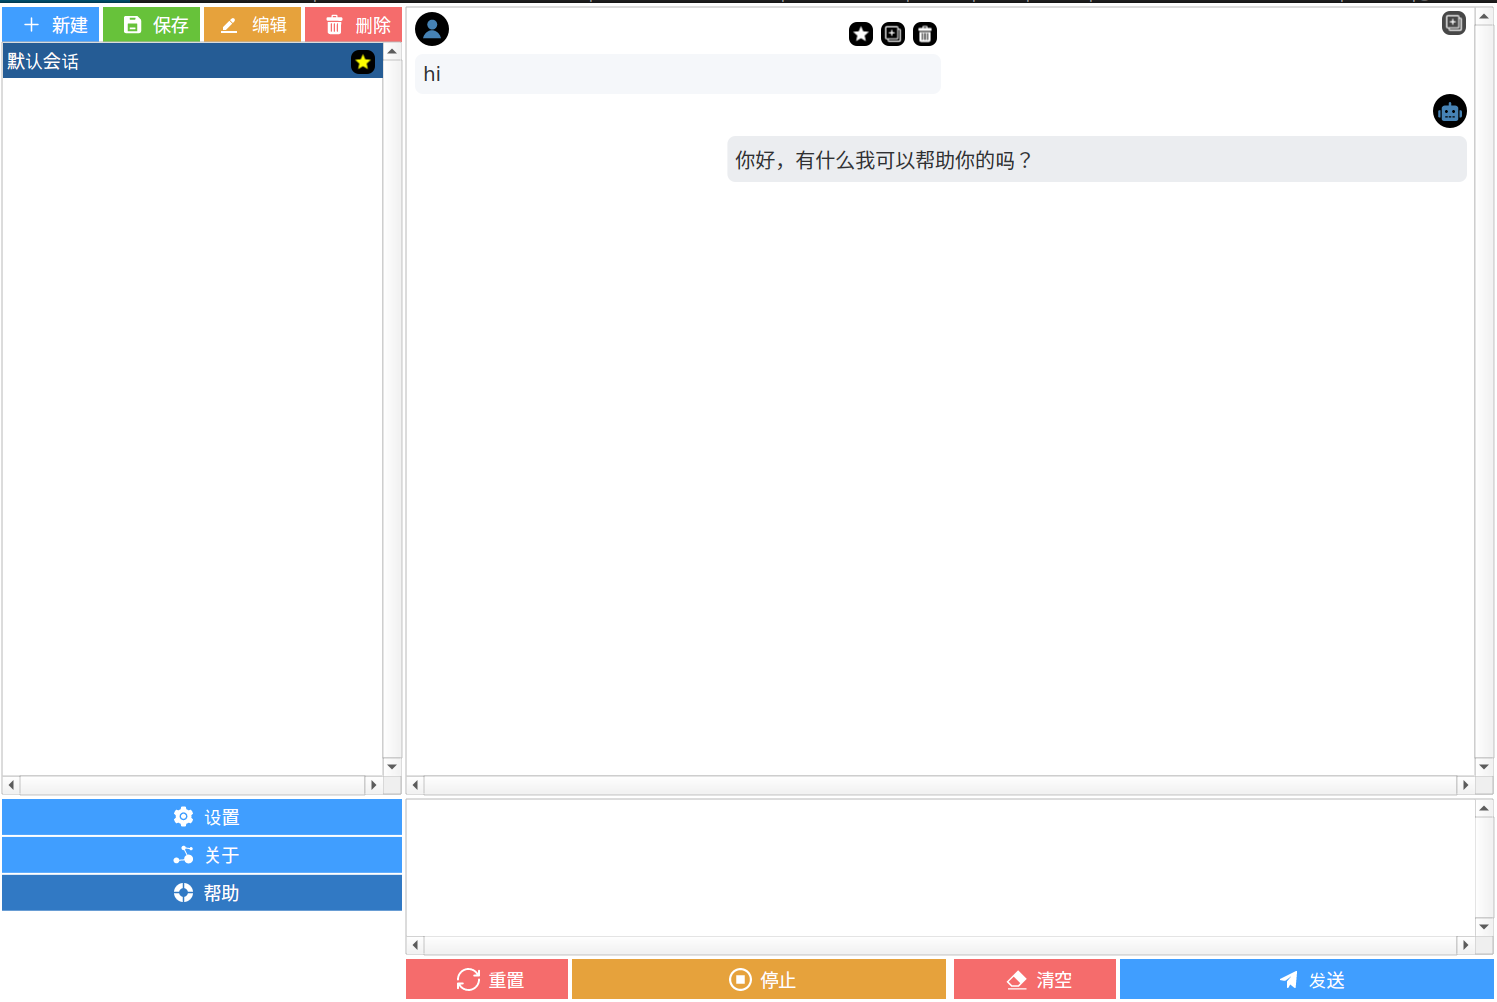 新建 保存 编辑 删除
默认会话
hi
你好，有什么我可以帮助你的吗？
设置
关于
帮助
重置 停止 清空 发送